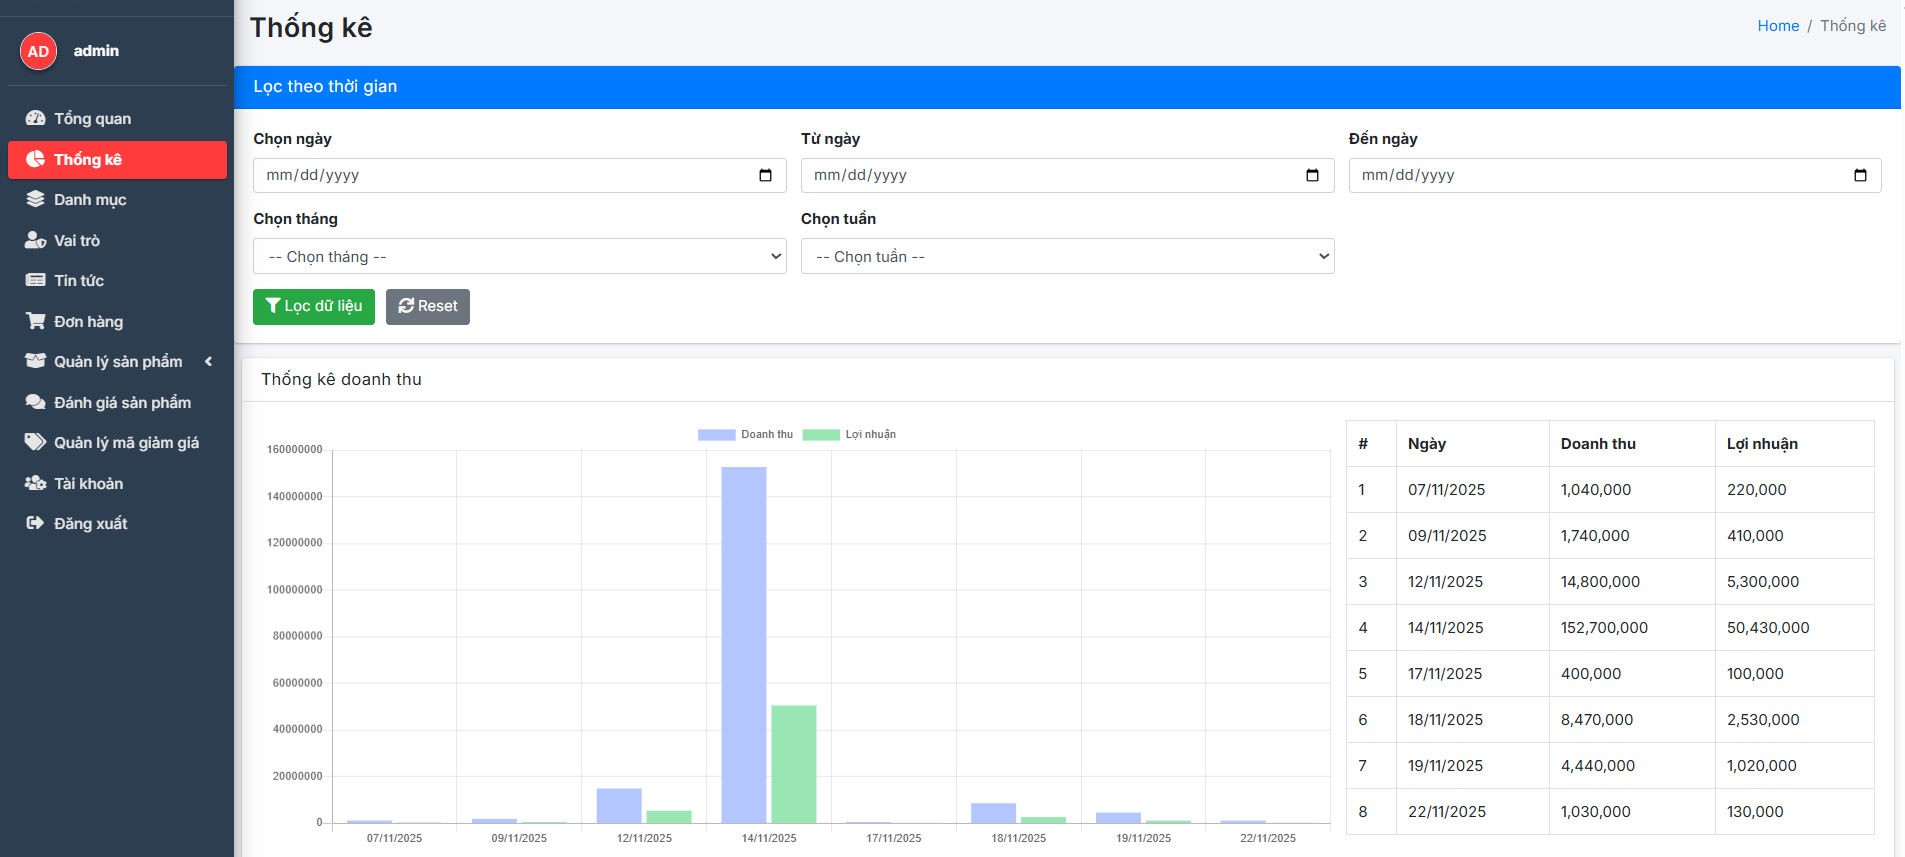 AD admin
Tổng quan
Thống kê
Danh mục
Vai trò
Tin tức
Đơn hàng
Quản lý sản phẩm
Đánh giá sản phẩm
Quản lý mã giảm giá
Tài khoản
Đăng xuất
Thống kê
Home / Thống kê
Lọc theo thời gian
Chọn ngày Từ ngày Đến ngày
mm/dd/yyyy mm/dd/yyyy mm/dd/yyyy
Chọn tháng Chọn tuần
-- Chọn tháng -- -- Chọn tuần --
Lọc dữ liệu Reset
Thống kê doanh thu
Doanh thu Lợi nhuận
160000000
140000000
120000000
100000000
80000000
60000000
40000000
20000000
0
07/11/2025 09/11/2025 12/11/2025 14/11/2025 17/11/2025 18/11/2025 19/11/2025 22/11/2025
# Ngày Doanh thu Lợi nhuận
1 07/11/2025 1,040,000 220,000
2 09/11/2025 1,740,000 410,000
3 12/11/2025 14,800,000 5,300,000
4 14/11/2025 152,700,000 50,430,000
5 17/11/2025 400,000 100,000
6 18/11/2025 8,470,000 2,530,000
7 19/11/2025 4,440,000 1,020,000
8 22/11/2025 1,030,000 130,000